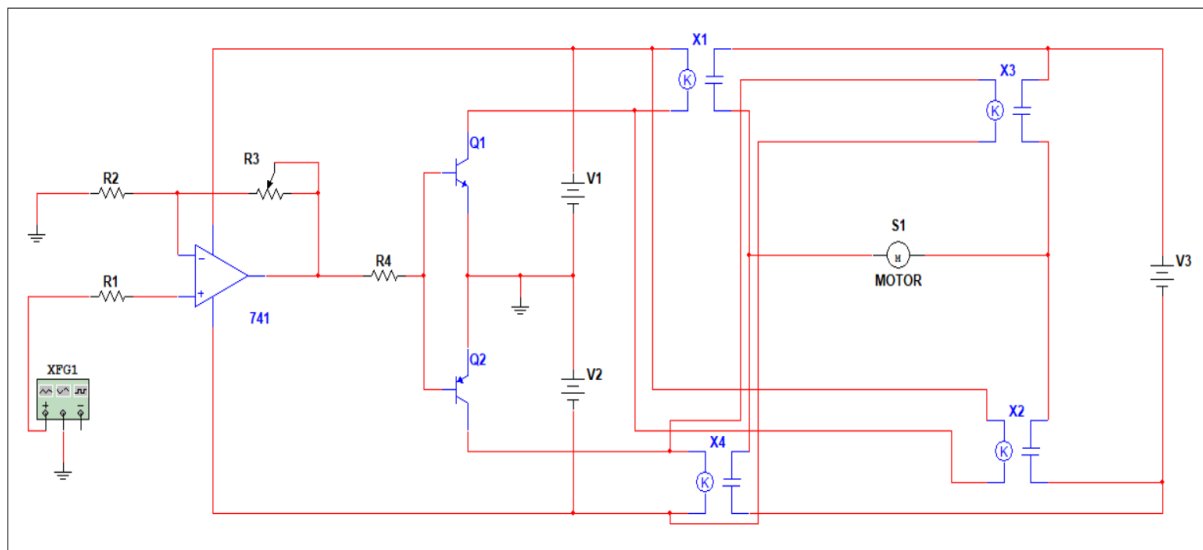 X1
X3
K
K
Q1
R3
R2
V1
S1
M
MOTOR
R4
V3
R1
741
Q2
XFG1
V2
X2
X4
K
K